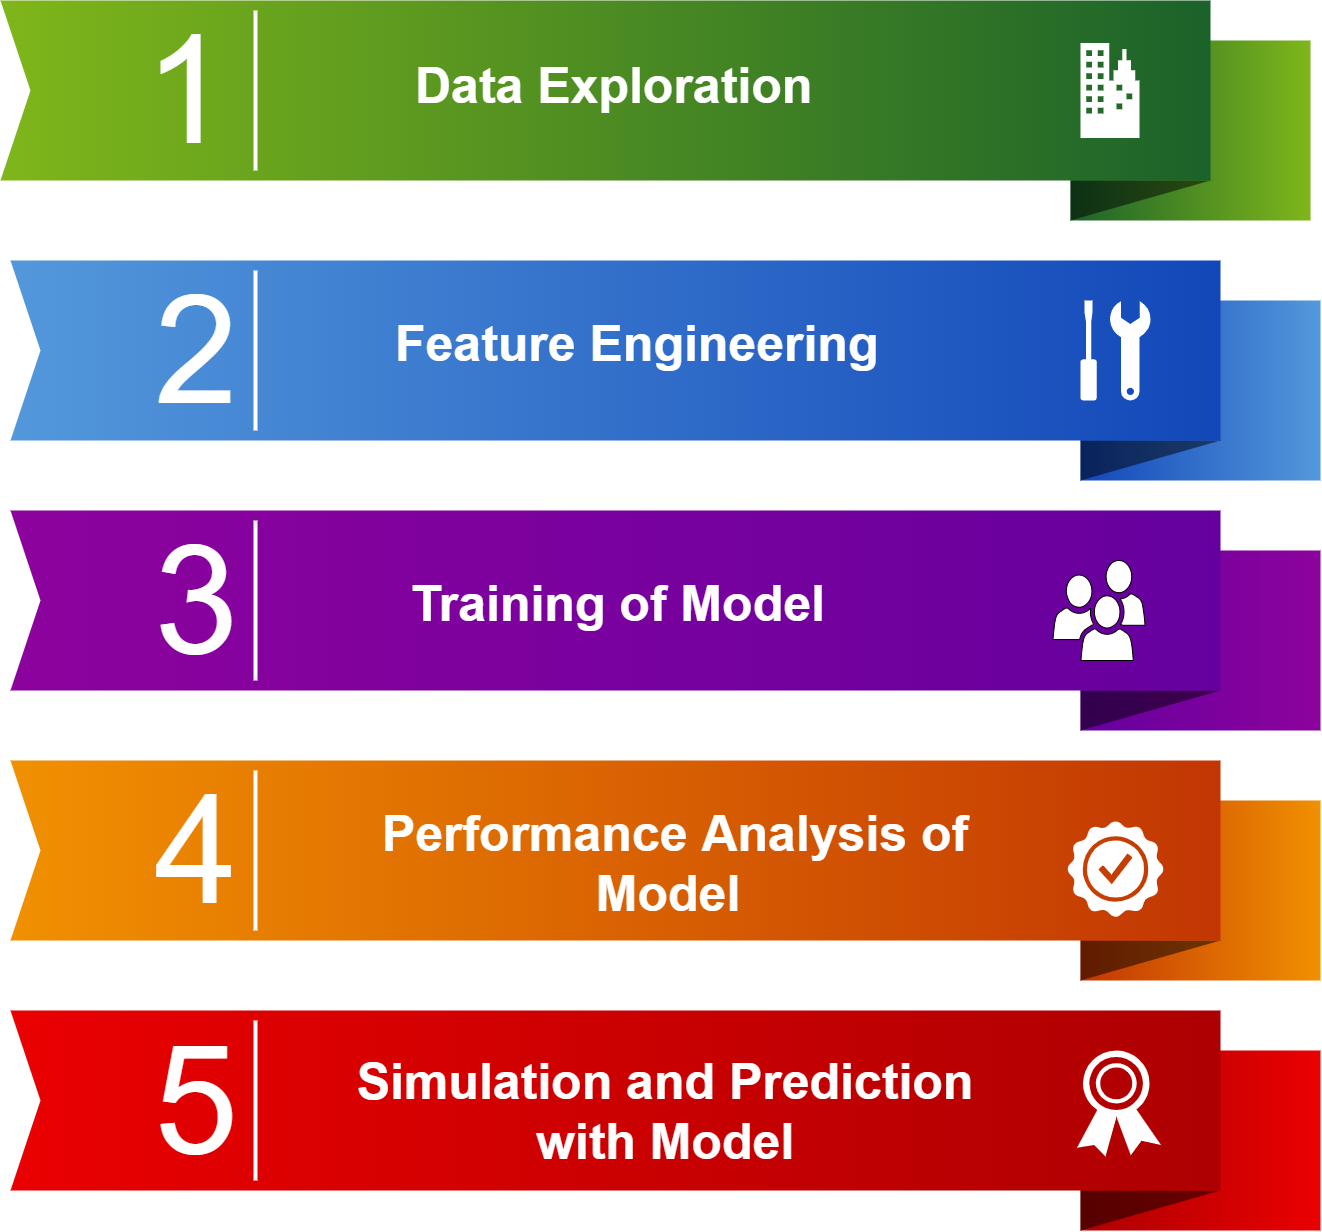 1
Data Exploration
2
Feature Engineering
3
Training of Model
4
Performance Analysis of
Model
5
Simulation and Prediction
with Model